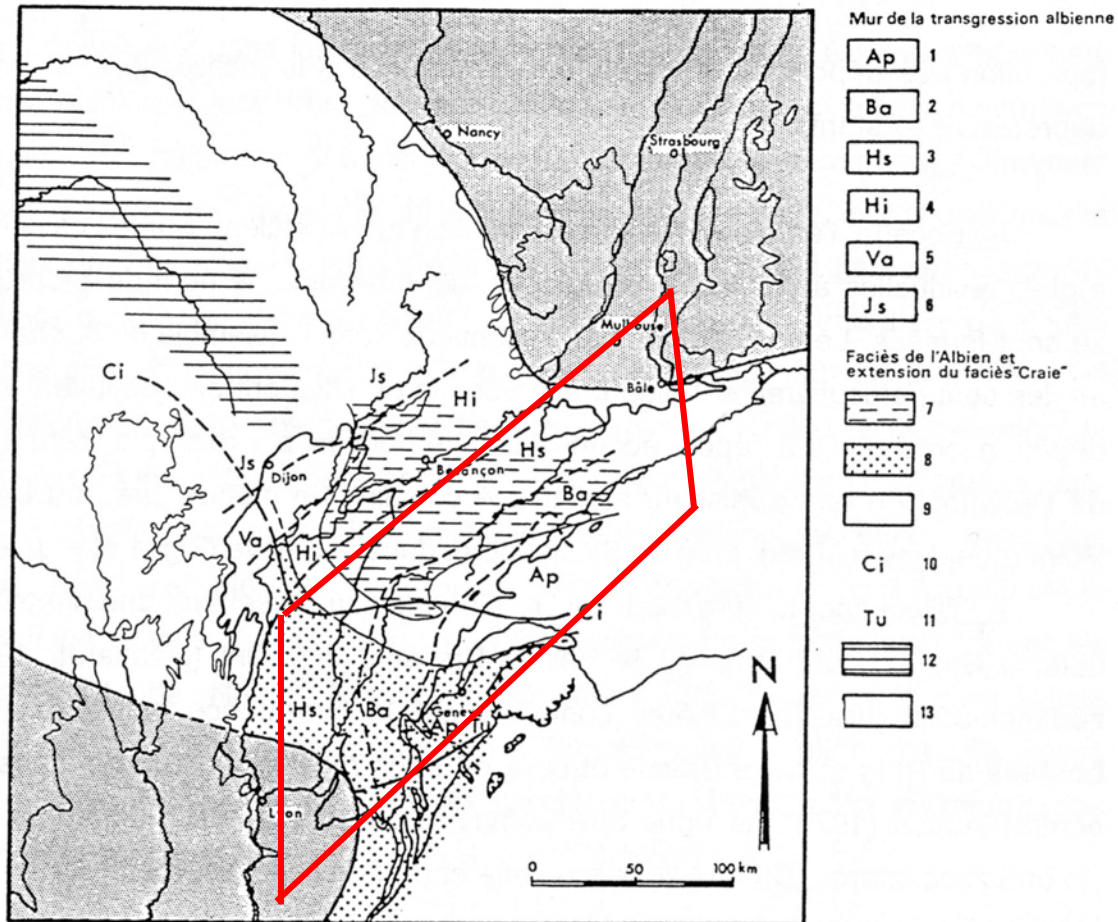 Nancy
Strasbourg
Mulhouse
Bâle
Ci
Js
Hi
Besançon
Hs
Js
Dijon
Ba
Va
Hi
Ap
Ci
Hs
Ba
Ap
Tu
Js
Lyon
N
0 50 100 km
Mur de la transgression albienne
Ap 1
Ba 2
Hs 3
Hi 4
Va 5
Js 6
Faciès de l'Albien et
extension du faciès "Craie"
7
8
9
Ci 10
Tu 11
12
13